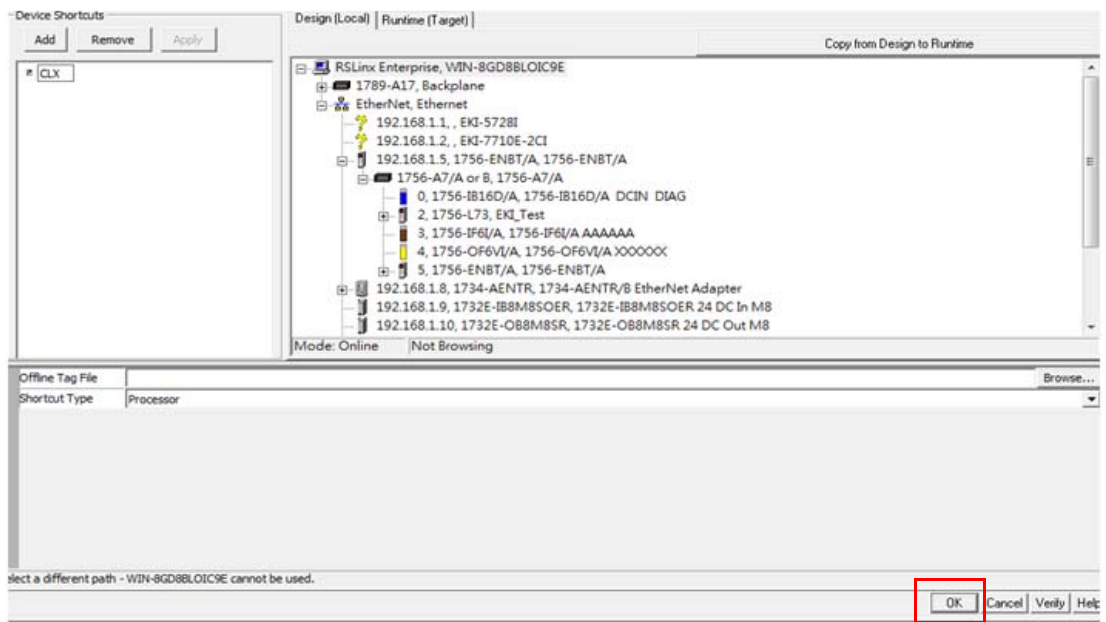 Device Shortcuts
Add Remove Apply
CLX
Design (Local) Runtime (Target)
Copy from Design to Runtime
RSLinx Enterprise, WIN-8GD8BLOIC9E
1789-A17, Backplane
EtherNet, Ethernet
192.168.1.1, , EKI-5728I
192.168.1.2, , EKI-7710E-2CI
192.168.1.5, 1756-ENBT/A, 1756-ENBT/A
1756-A7/A or B, 1756-A7/A
0, 1756-IB16D/A, 1756-IB16D/A DCIN DIAG
2, 1756-L73, EKI_Test
3, 1756-IF6I/A, 1756-IF6I/A AAAAAA
4, 1756-OF6VI/A, 1756-OF6VI/A XXXXXX
5, 1756-ENBT/A, 1756-ENBT/A
192.168.1.8, 1734-AENTR, 1734-AENTR/B EtherNet Adapter
192.168.1.9, 1732E-IB8M8SOER, 1732E-IB8M8SOER 24 DC In M8
192.168.1.10, 1732E-OB8M8SR, 1732E-OB8M8SR 24 DC Out M8
Mode: Online Not Browsing
Offline Tag File Browse...
Shortcut Type Processor
elect a different path - WIN-8GD8BLOIC9E cannot be used.
OK Cancel Verify Help